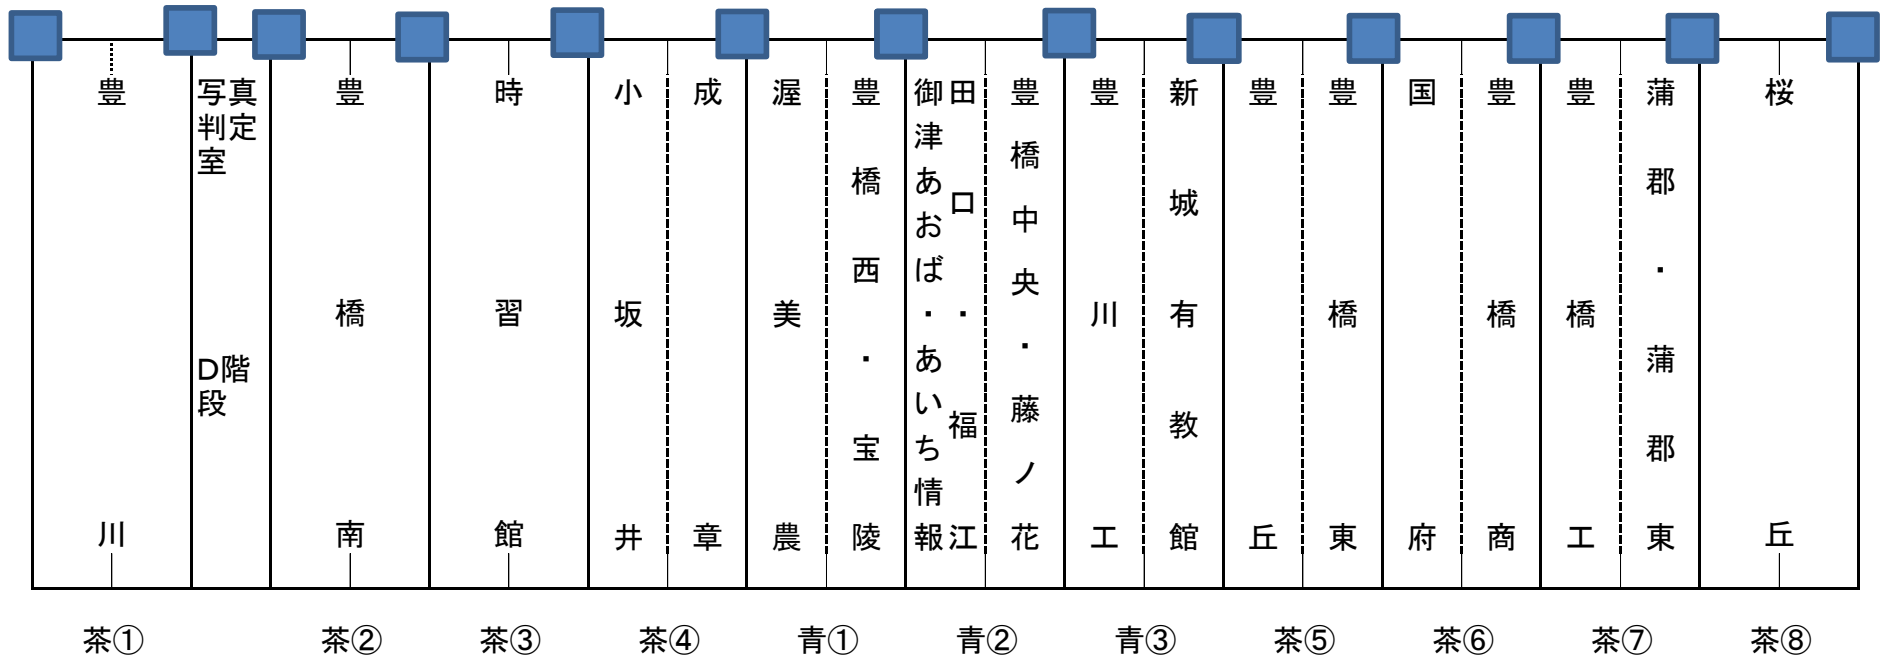 豊川
写真
判定
室
D階
段
豊橋南
時習館
小坂井
成章
渥美農
豊橋西・宝陵
御津あおば・あいち情報
田口・福江
豊橋中央・藤ノ花
豊川工
新城有教館
豊丘
豊橋東
国府
豊橋商
豊橋工
蒲郡・蒲郡東
桜丘
茶①
茶②
茶③
茶④
青①
青②
青③
茶⑤
茶⑥
茶⑦
茶⑧